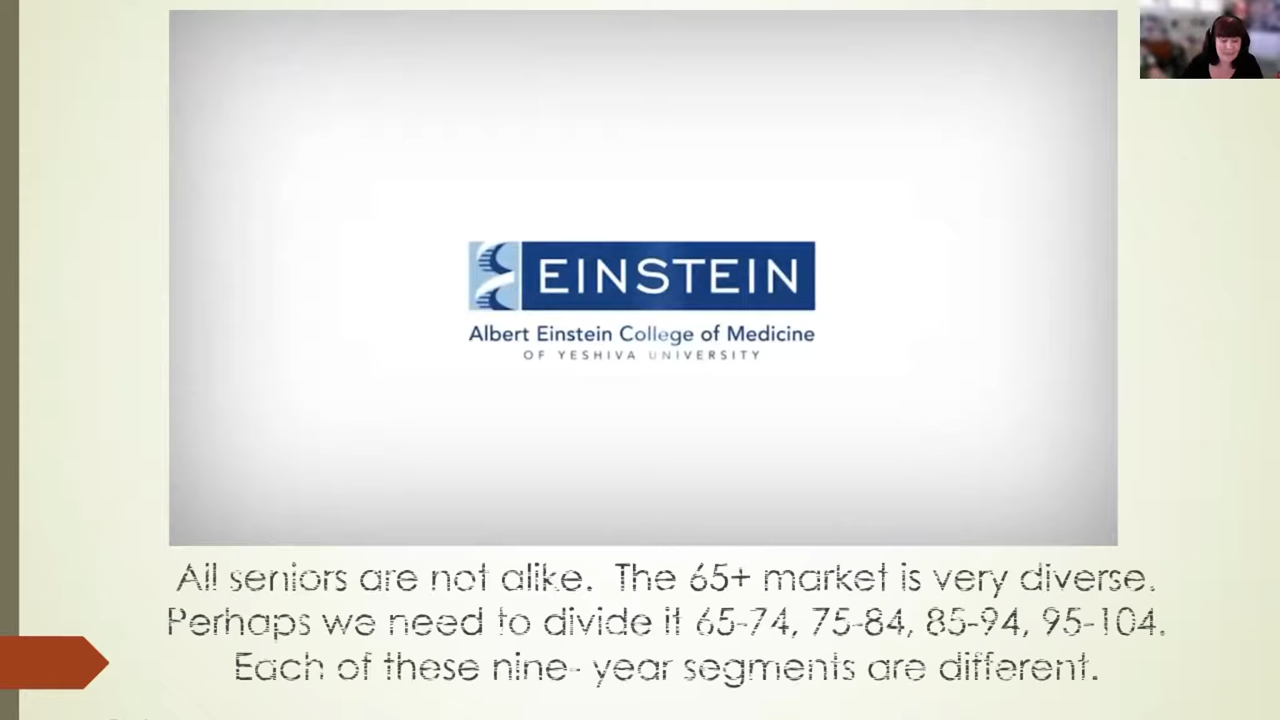 EINSTEIN
Albert Einstein College of Medicine
OF YESHIVA UNIVERSITY
All seniors are not alike. The 65+ market is very diverse.
Perhaps we need to divide it 65-74, 75-84, 85-94, 95-104.
Each of these nine- year segments are different.